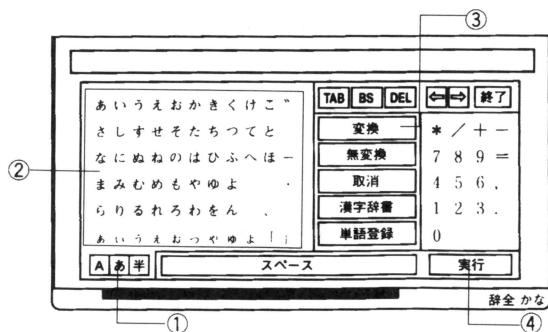 ③
TAB BS DEL ⇦ ⇨ 終了
あいうえおかきくけこ゛
さしすせそたちつてと
なにぬねのはひふへほー
まみむめもやゆよ ・
らりるれろわをん 、
ぁぃぅぇぉっゃゅょ「」
変換
無変換
取消
漢字辞書
単語登録
* / + −
7 8 9 =
4 5 6 ,
1 2 3 .
0
②
A あ 半 スペース 実行
辞全 かな
① ④